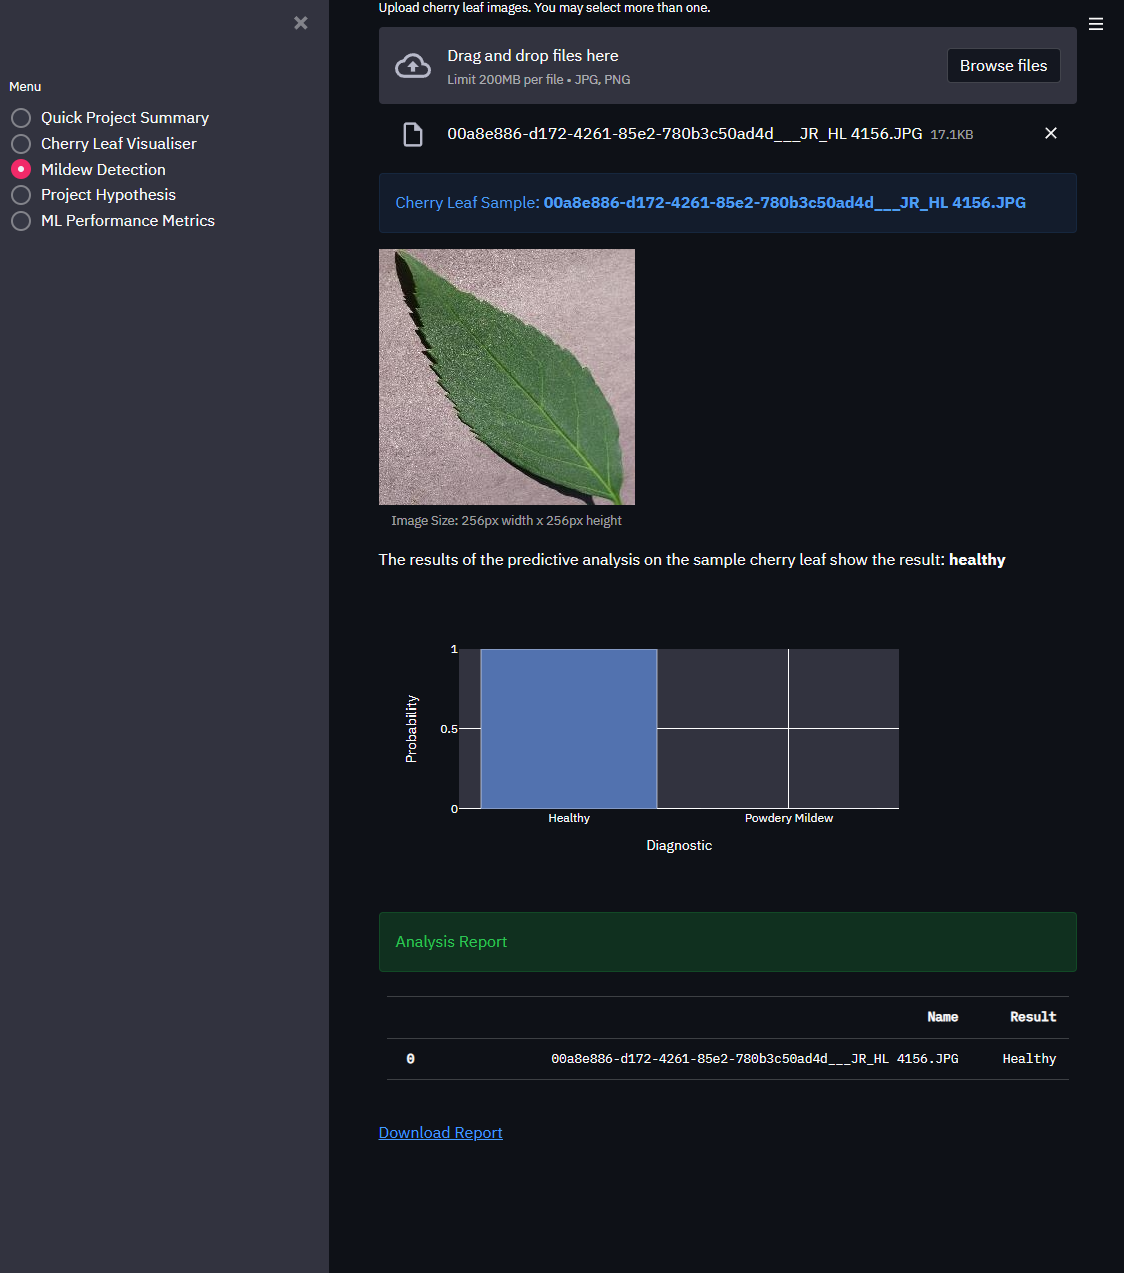 Menu
Quick Project Summary
Cherry Leaf Visualiser
Mildew Detection
Project Hypothesis
ML Performance Metrics
Upload cherry leaf images. You may select more than one.
Drag and drop files here
Limit 200MB per file • JPG, PNG
Browse files
00a8e886-d172-4261-85e2-780b3c50ad4d___JR_HL 4156.JPG 17.1KB
Cherry Leaf Sample: 00a8e886-d172-4261-85e2-780b3c50ad4d___JR_HL 4156.JPG
Image Size: 256px width x 256px height
The results of the predictive analysis on the sample cherry leaf show the result: healthy
1
0.5
0
Probability
Healthy Powdery Mildew
Diagnostic
Analysis Report
Name Result
0 00a8e886-d172-4261-85e2-780b3c50ad4d___JR_HL 4156.JPG Healthy
Download Report